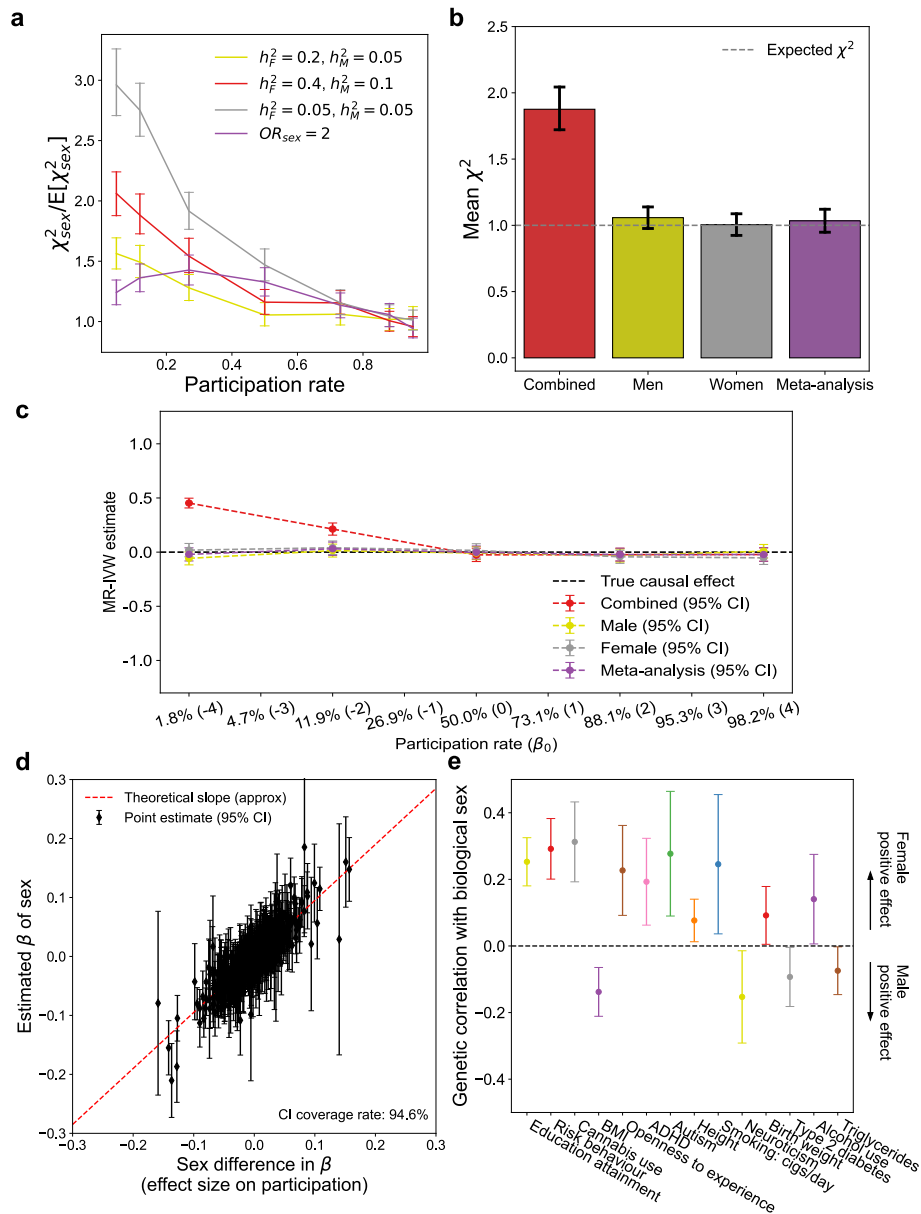 a
χ²sex/E[χ²sex]
3.0
2.5
2.0
1.5
1.0
0.2
0.4
0.6
0.8
Participation rate
h²F = 0.2, h²M = 0.05
h²F = 0.4, h²M = 0.1
h²F = 0.05, h²M = 0.05
ORsex = 2
b
Mean χ²
2.5
2.0
1.5
1.0
0.5
0.0
Expected χ²
Combined
Men
Women
Meta-analysis
c
MR-IVW estimate
1.0
0.5
0.0
−0.5
−1.0
True causal effect
Combined (95% CI)
Male (95% CI)
Female (95% CI)
Meta-analysis (95% CI)
1.8% (-4)
4.7% (-3)
11.9% (-2)
26.9% (-1)
50.0% (0)
73.1% (1)
88.1% (2)
95.3% (3)
98.2% (4)
Participation rate (β0)
d
Estimated β of sex
0.3
0.2
0.1
0.0
−0.1
−0.2
−0.3
Theoretical slope (approx)
Point estimate (95% CI)
CI coverage rate: 94.6%
−0.3
−0.2
−0.1
0.0
0.1
0.2
0.3
Sex difference in β
(effect size on participation)
e
Genetic correlation with biological sex
0.4
0.2
0.0
−0.2
−0.4
Female
positive effect
Male
positive effect
Education attainment
Risk behaviour
Cannabis use
BMI
Openness to experience
ADHD
Autism
Height
Smoking: cigs/day
Neuroticism
Birth weight
Type 2 diabetes
Alcohol use
Triglycerides